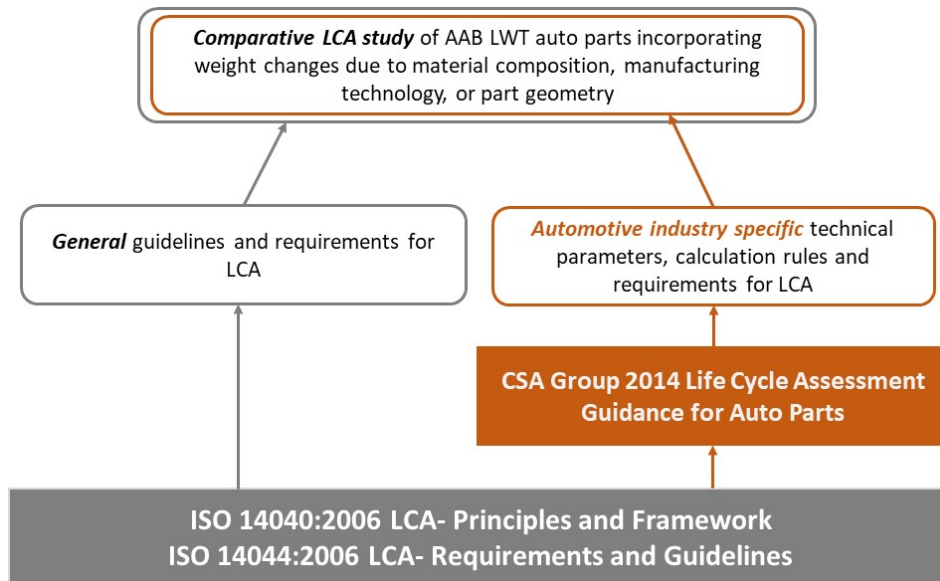 Comparative LCA study of AAB LWT auto parts incorporating
weight changes due to material composition, manufacturing
technology, or part geometry
General guidelines and requirements for
LCA
Automotive industry specific technical
parameters, calculation rules and
requirements for LCA
CSA Group 2014 Life Cycle Assessment
Guidance for Auto Parts
ISO 14040:2006 LCA- Principles and Framework
ISO 14044:2006 LCA- Requirements and Guidelines